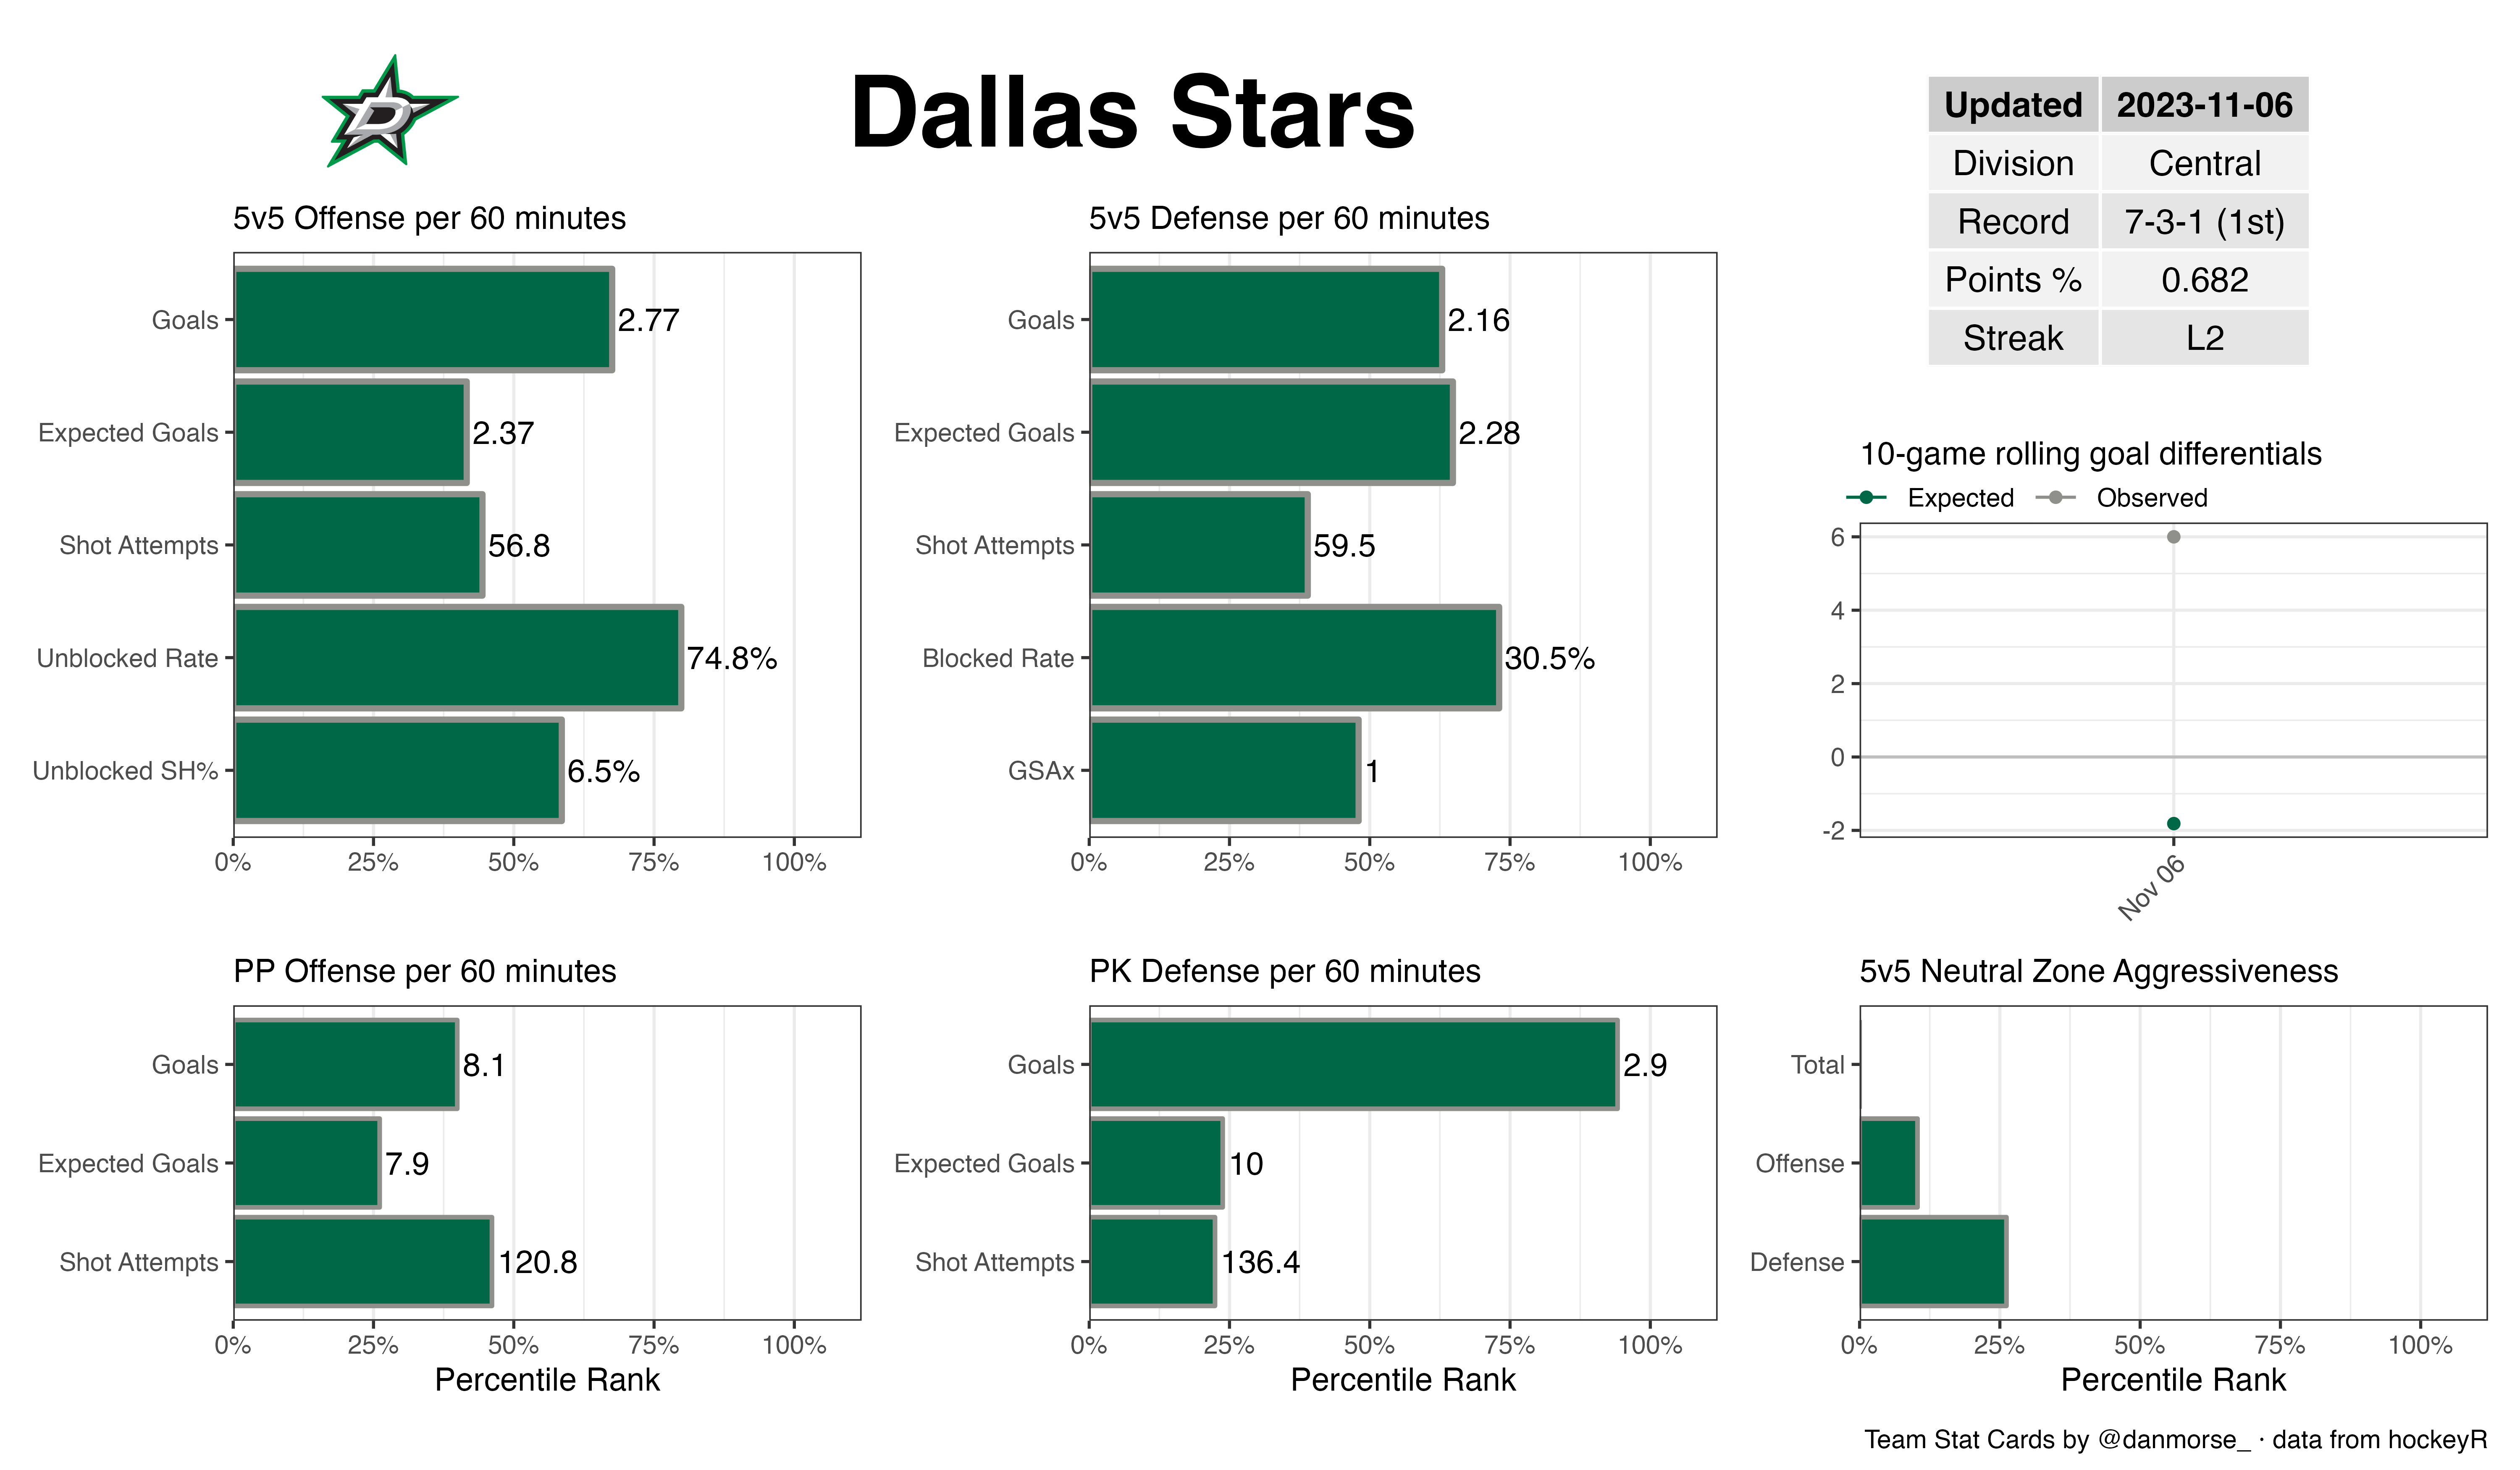 D
Dallas Stars
Updated 2023-11-06
Division Central
Record 7-3-1 (1st)
Points % 0.682
Streak L2
5v5 Offense per 60 minutes
Goals 2.77
Expected Goals 2.37
Shot Attempts 56.8
Unblocked Rate 74.8%
Unblocked SH% 6.5%
0% 25% 50% 75% 100%
5v5 Defense per 60 minutes
Goals 2.16
Expected Goals 2.28
Shot Attempts 59.5
Blocked Rate 30.5%
GSAx 1
0% 25% 50% 75% 100%
10-game rolling goal differentials
Expected Observed
6
4
2
0
-2
Nov 06
PP Offense per 60 minutes
Goals 8.1
Expected Goals 7.9
Shot Attempts 120.8
0% 25% 50% 75% 100%
Percentile Rank
PK Defense per 60 minutes
Goals 2.9
Expected Goals 10
Shot Attempts 136.4
0% 25% 50% 75% 100%
Percentile Rank
5v5 Neutral Zone Aggressiveness
Total
Offense
Defense
0% 25% 50% 75% 100%
Percentile Rank
Team Stat Cards by @danmorse_ · data from hockeyR